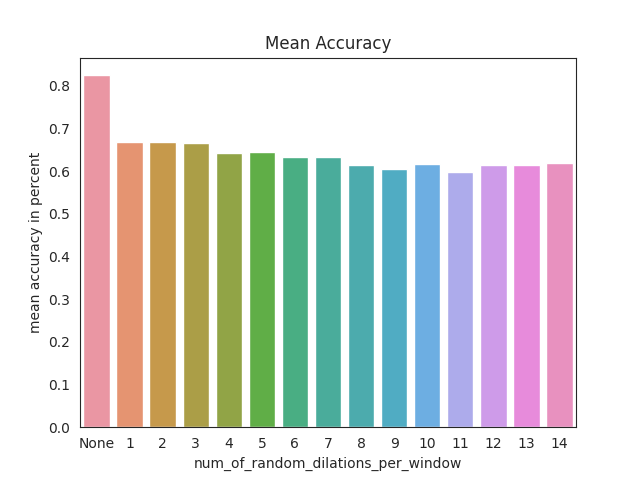 Mean Accuracy
mean accuracy in percent
0.8
0.7
0.6
0.5
0.4
0.3
0.2
0.1
0.0
None 1 2 3 4 5 6 7 8 9 10 11 12 13 14
num_of_random_dilations_per_window